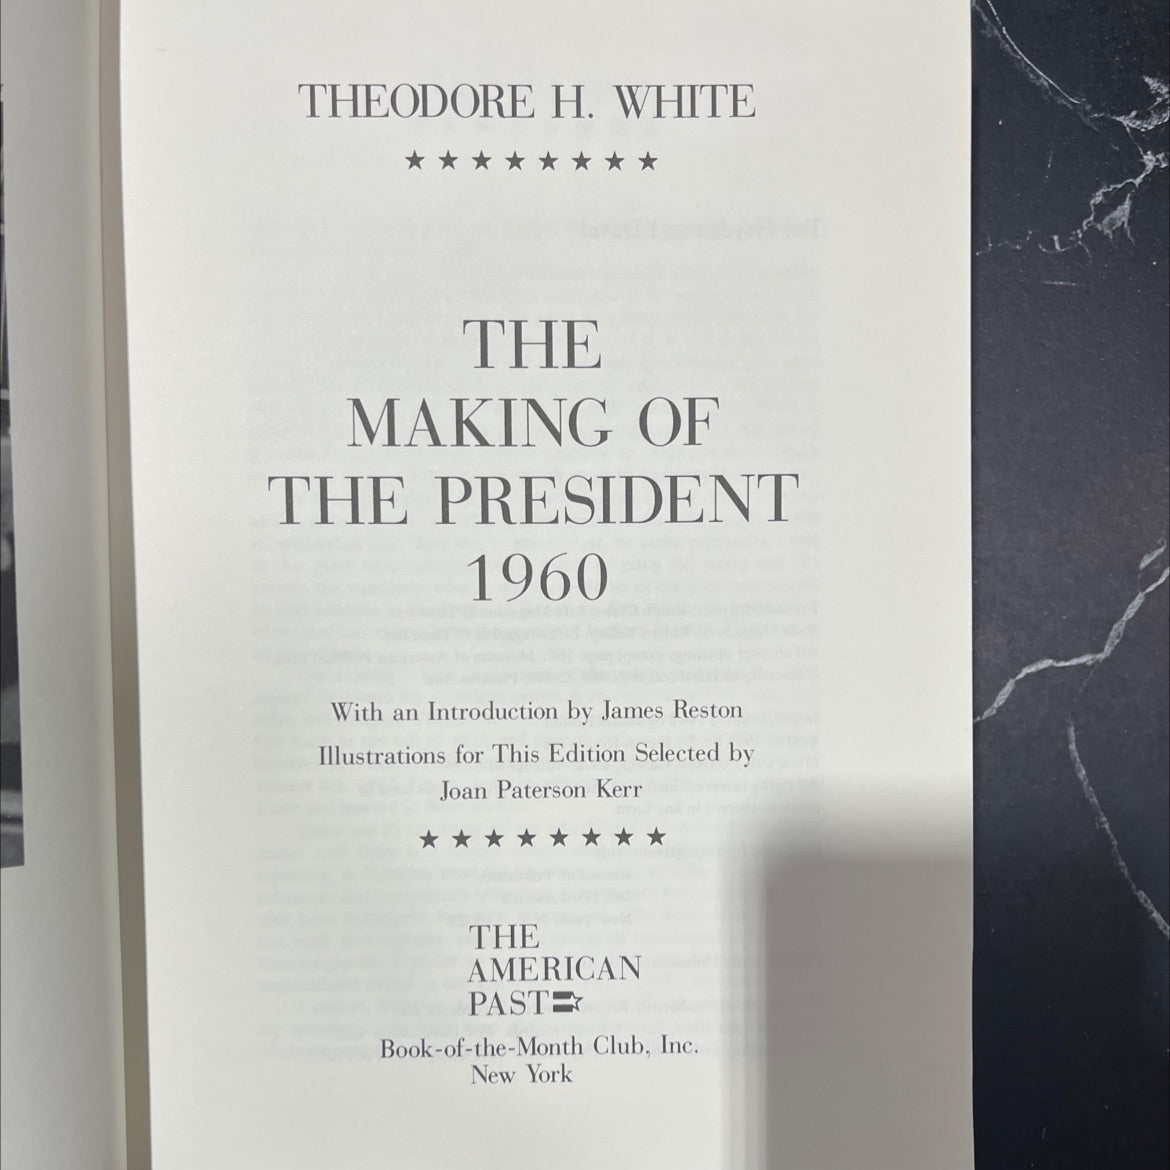 THEODORE H. WHITE
THE
MAKING OF
THE PRESIDENT
1960
With an Introduction by James Reston
Illustrations for This Edition Selected by
Joan Paterson Kerr
THE
AMERICAN
PAST
Book-of-the-Month Club, Inc.
New York